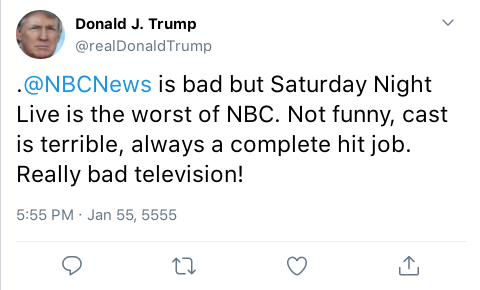 Donald J. Trump
@realDonaldTrump
.@NBCNews is bad but Saturday Night
Live is the worst of NBC. Not funny, cast
is terrible, always a complete hit job.
Really bad television!
5:55 PM · Jan 55, 5555